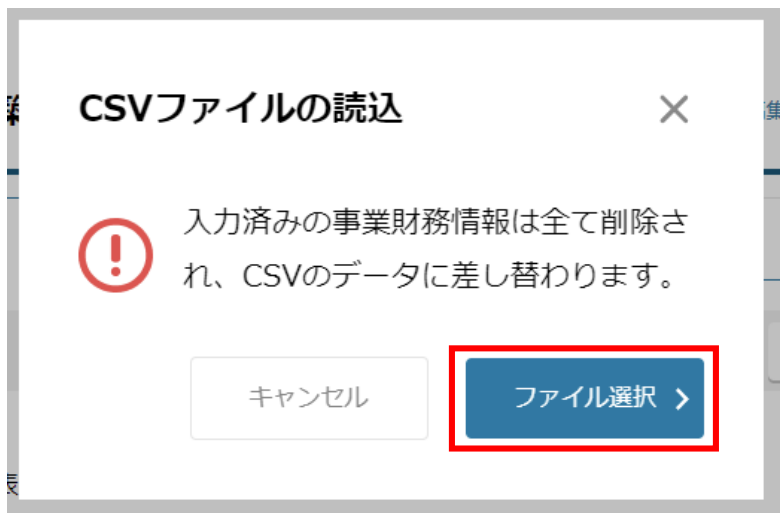 CSVファイルの読込
集
入力済みの事業財務情報は全て削除さ
れ、CSVのデータに差し替わります。
キャンセル
ファイル選択
表